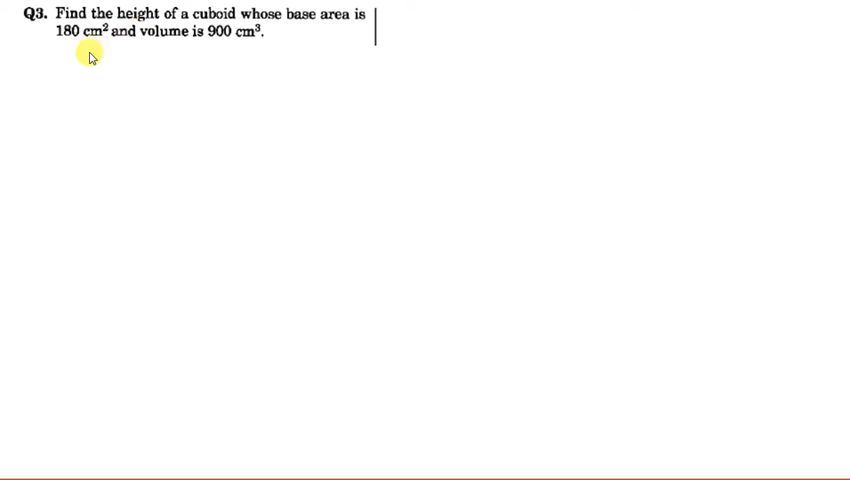 Q3. Find the height of a cuboid whose base area is
180 cm² and volume is 900 cm³.